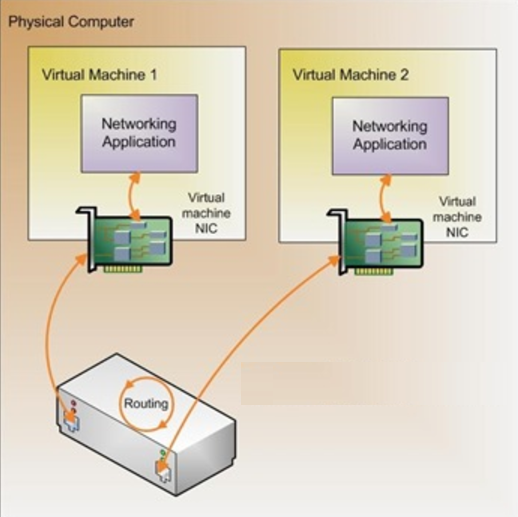 Physical Computer
Virtual Machine 1
Networking
Application
Virtual
machine
NIC
Virtual Machine 2
Networking
Application
Virtual
machine
NIC
Routing